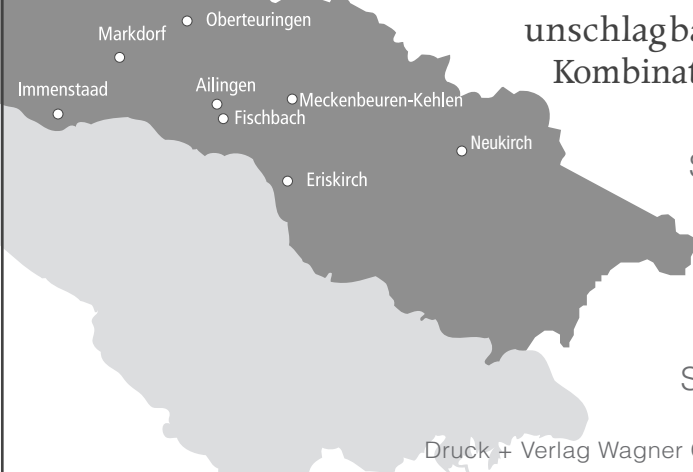 Oberteuringen
Markdorf
Immenstaad
Ailingen
Meckenbeuren-Kehlen
Fischbach
Neukirch
Eriskirch
unschlagba
Kombinat
S
S
Druck + Verlag Wagner